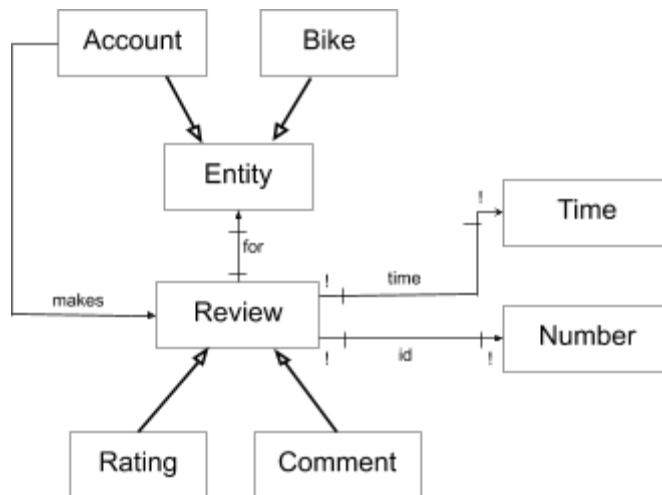 Account
Bike
Entity
for
!
Time
!
time
makes
Review
!
id
!
Number
Rating
Comment